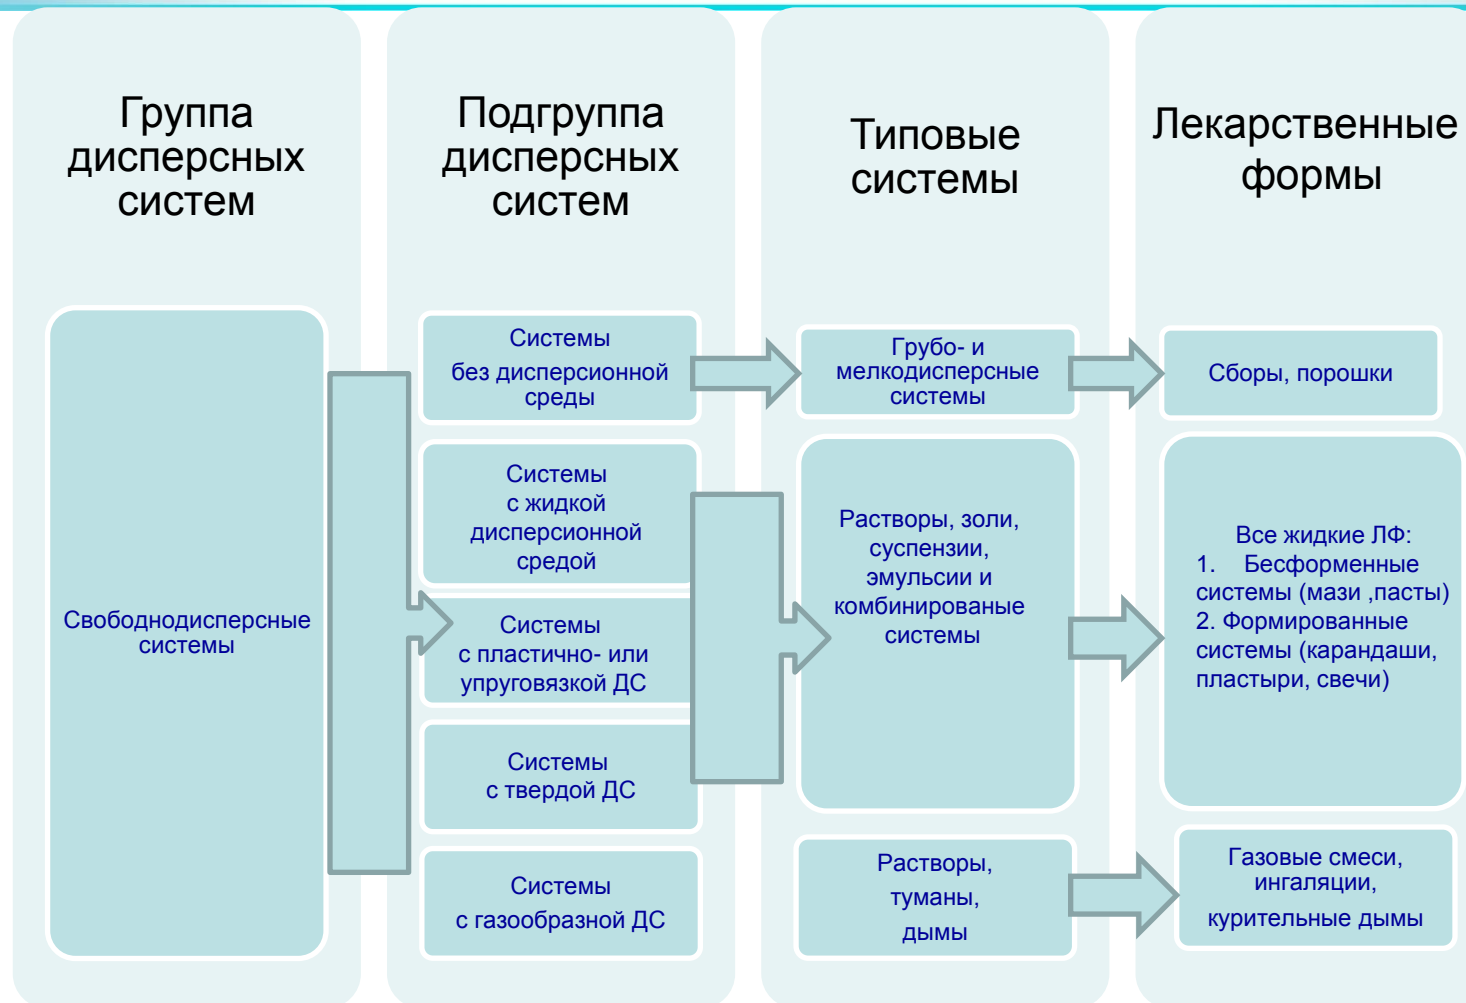 Группа
дисперсных
систем
Подгруппа
дисперсных
систем
Типовые
системы
Лекарственные
формы
Свободнодисперсные
системы
Системы
без дисперсионной
среды
Системы
с жидкой
дисперсионной
средой
Системы
с пластично- или
упруговязкой ДС
Системы
с твердой ДС
Системы
с газообразной ДС
Грубо- и
мелкодисперсные
системы
Растворы, золи,
суспензии,
эмульсии и
комбинированые
системы
Растворы,
туманы,
дымы
Сборы, порошки
Все жидкие ЛФ:
1. Бесформенные
системы (мази ,пасты)
2. Формированные
системы (карандаши,
пластыри, свечи)
Газовые смеси,
ингаляции,
курительные дымы